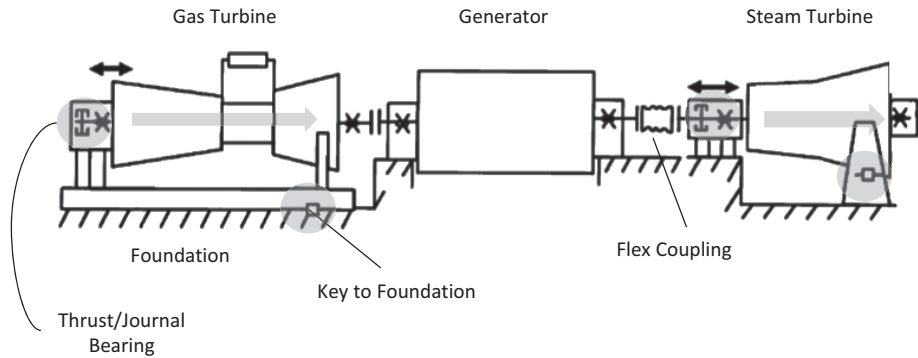 Gas Turbine
Generator
Steam Turbine
Foundation
Flex Coupling
Key to Foundation
Thrust/Journal
Bearing